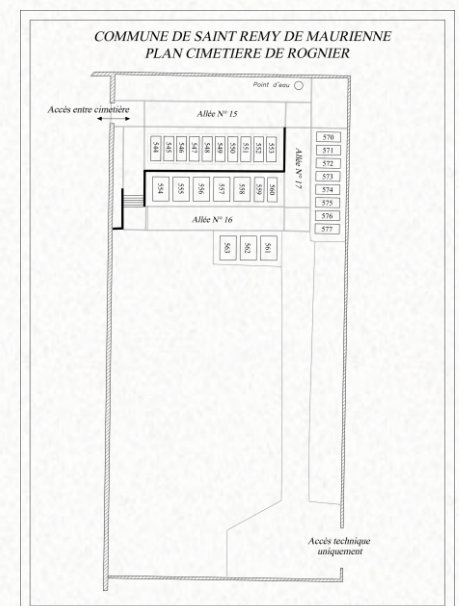 COMMUNE DE SAINT REMY DE MAURIENNE
PLAN CIMETIERE DE ROGNIER
Point d'eau
Accès entre cimetière
Allée N° 15
544 545 546 547 548 549 550 551 552 553
Allée N° 17
570
571
572
573
574
575
576
577
554 555 556 557 558 559 560
Allée N° 16
563 562 561
Accès technique
uniquement